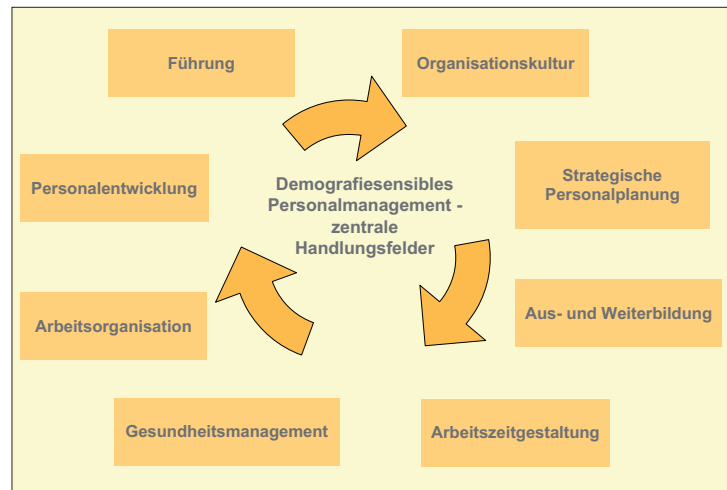 Führung
Organisationskultur
Personalentwicklung
Demografiesensibles
Personalmanagement -
zentrale
Handlungsfelder
Strategische
Personalplanung
Arbeitsorganisation
Aus- und Weiterbildung
Gesundheitsmanagement
Arbeitszeitgestaltung